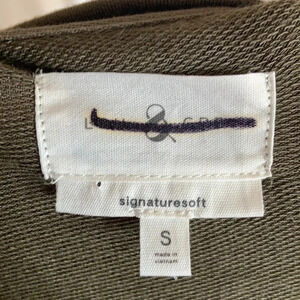 &
signaturesoft
S
made in
vietnam